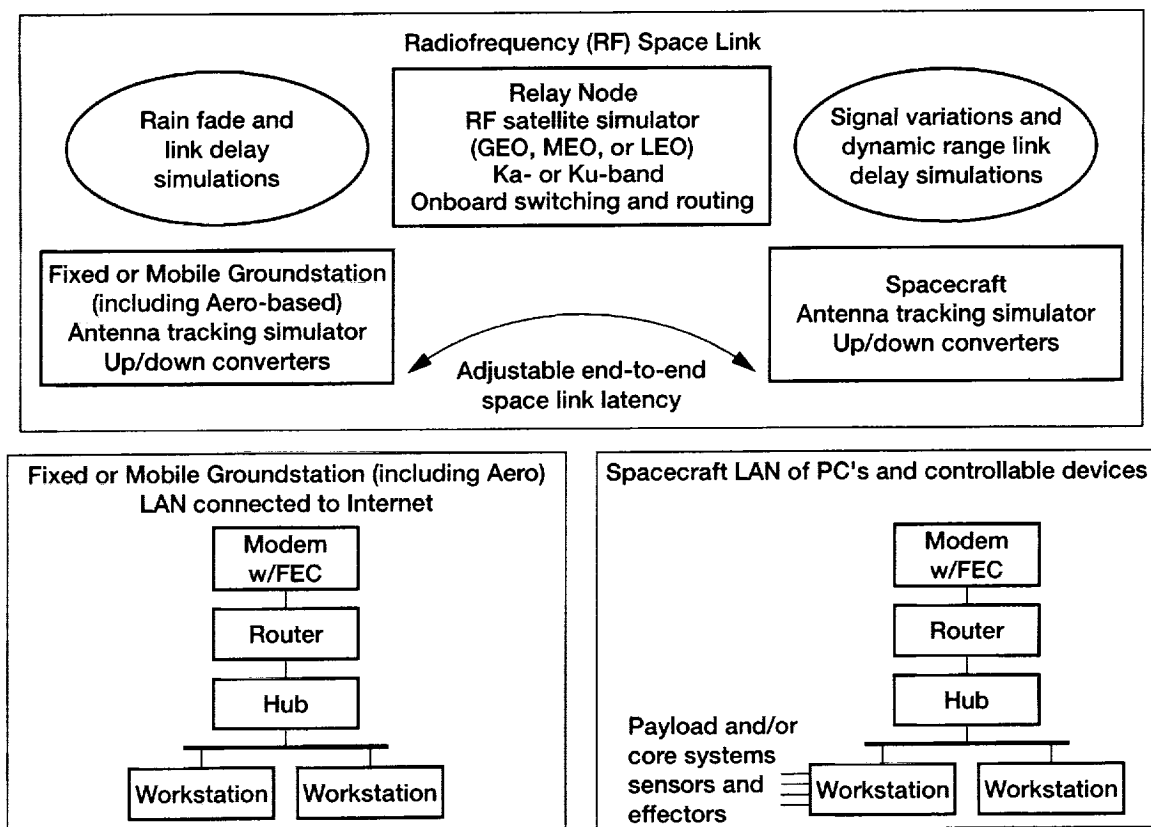 Radiofrequency (RF) Space Link
Rain fade and
link delay
simulations
Relay Node
RF satellite simulator
(GEO, MEO, or LEO)
Ka- or Ku-band
Onboard switching and routing
Signal variations and
dynamic range link
delay simulations
Fixed or Mobile Groundstation
(including Aero-based)
Antenna tracking simulator
Up/down converters
Adjustable end-to-end
space link latency
Spacecraft
Antenna tracking simulator
Up/down converters
Fixed or Mobile Groundstation (including Aero)
LAN connected to Internet
Modem
w/FEC
Router
Hub
Workstation
Workstation
Spacecraft LAN of PC's and controllable devices
Modem
w/FEC
Router
Hub
Payload and/or
core systems
sensors and
effectors
Workstation
Workstation